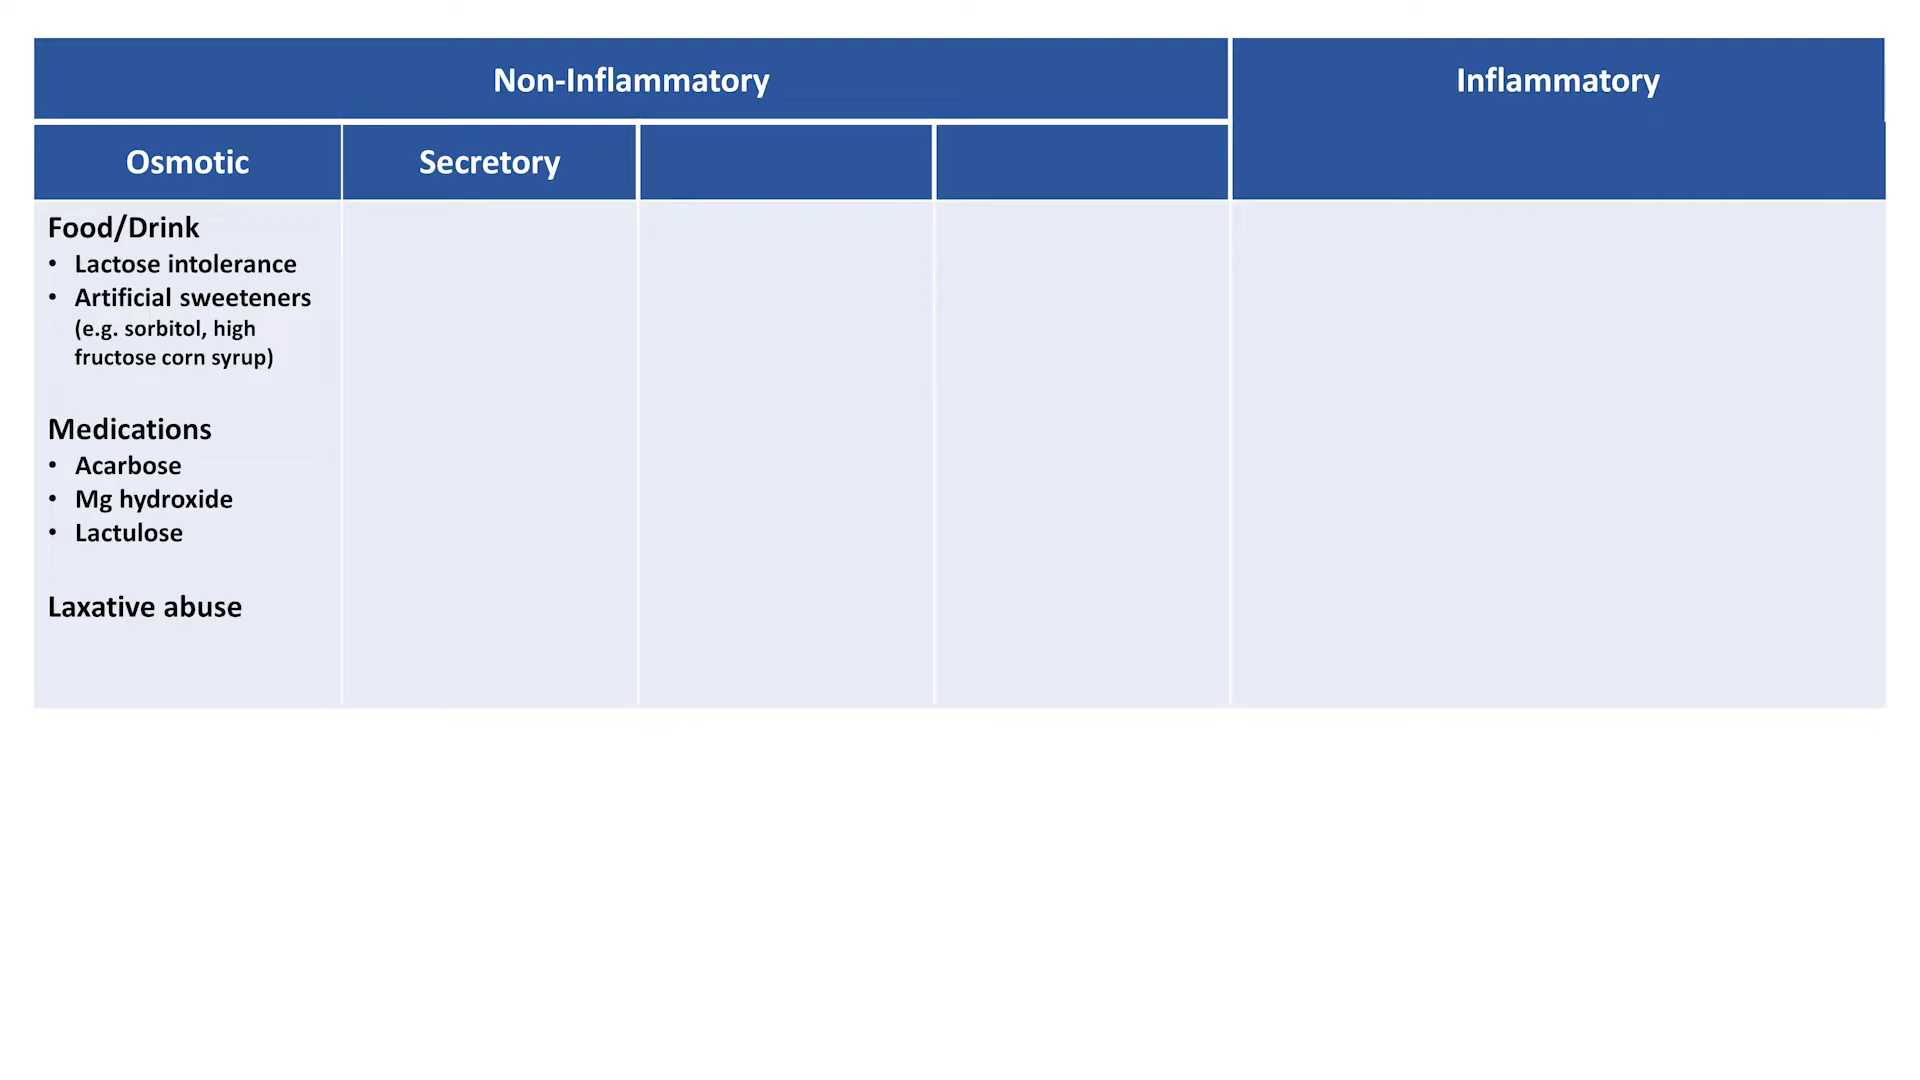 Non-Inflammatory
Inflammatory
Osmotic
Secretory
Food/Drink
• Lactose intolerance
• Artificial sweeteners
(e.g. sorbitol, high
fructose corn syrup)
Medications
• Acarbose
• Mg hydroxide
• Lactulose
Laxative abuse